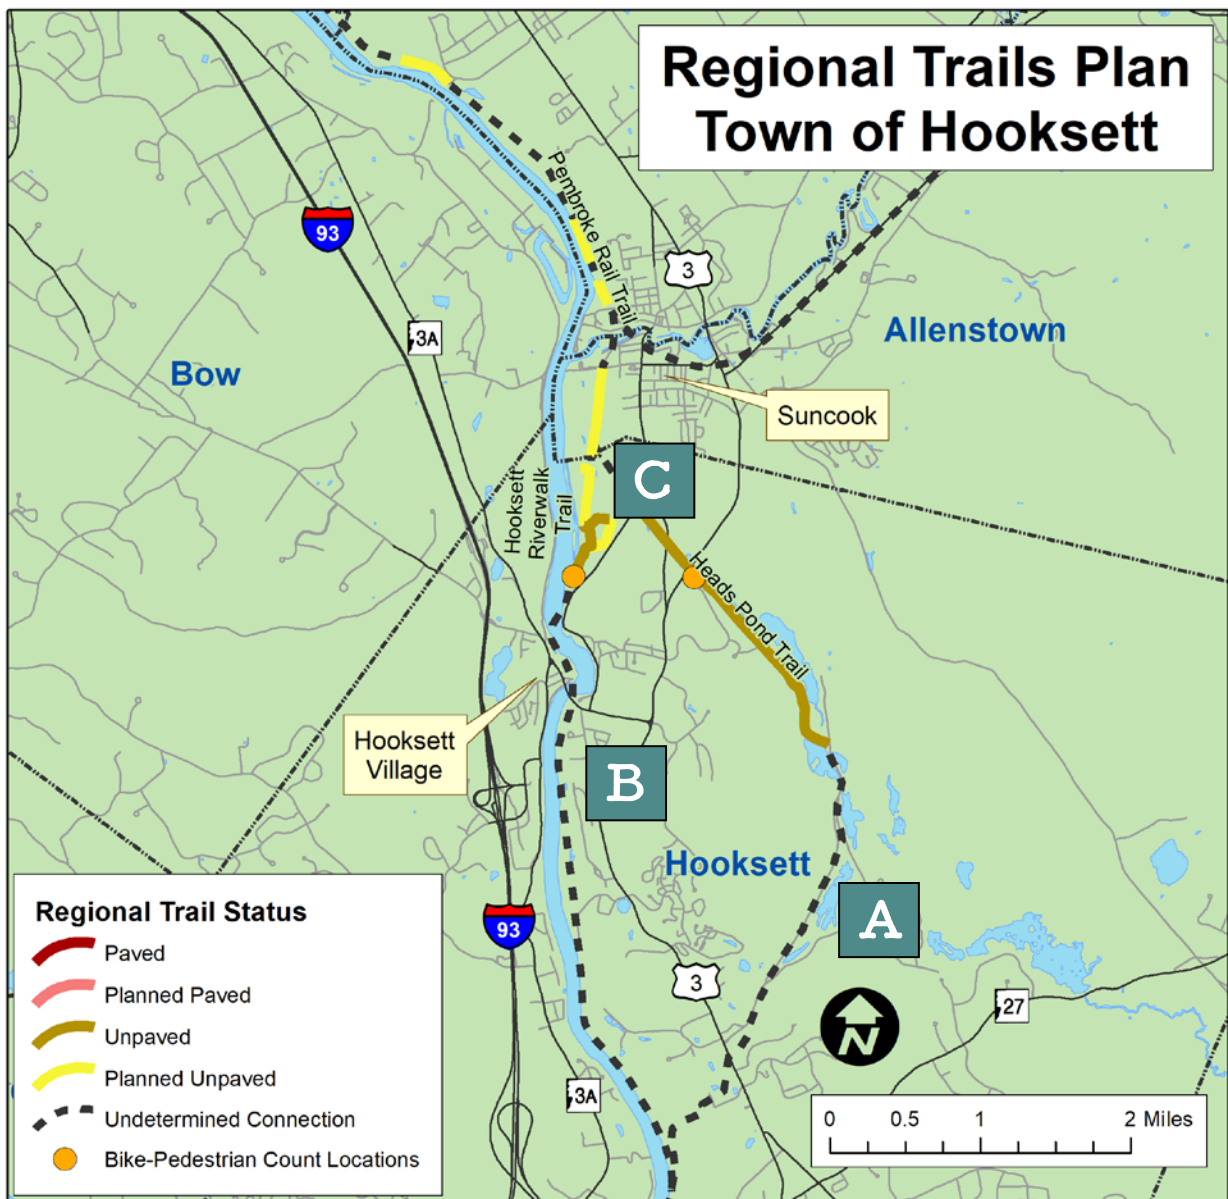 Regional Trails Plan
Town of Hooksett
93
3
3A
Pembroke Rail Trail
Allenstown
Bow
Suncook
C
Hooksett
Riverwalk
Trail
Heads Pond Trail
Hooksett
Village
B
Hooksett
A
93
3
27
3A
N
Regional Trail Status
Paved
Planned Paved
Unpaved
Planned Unpaved
Undetermined Connection
Bike-Pedestrian Count Locations
0 0.5 1 2 Miles